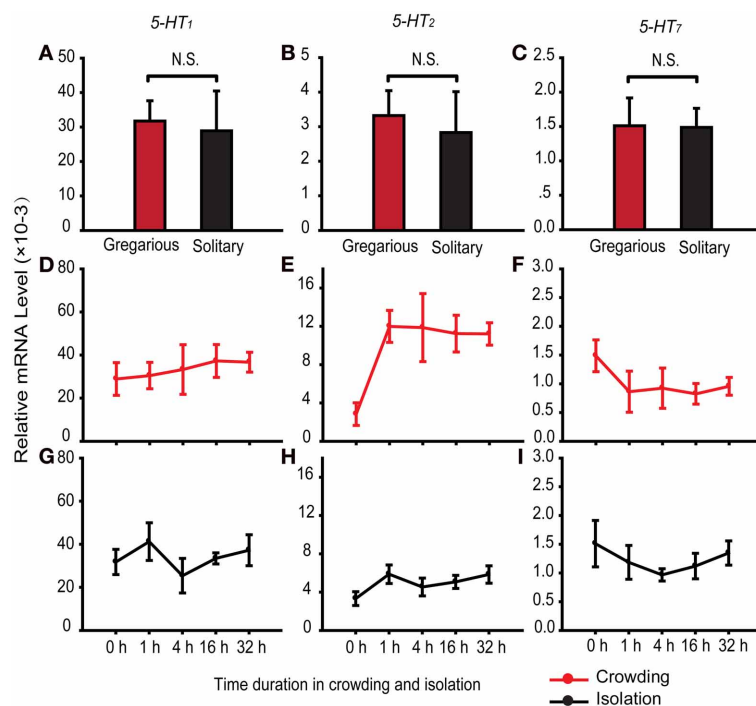 5-HT1 5-HT2 5-HT7
A B C
N.S. N.S. N.S.
50 6 2.5
40 5 2.0
30 4 1.5
20 3 1.0
10 2 .5
0 1 0.0
0
Gregarious Solitary Gregarious Solitary Gregarious Solitary
Relative mRNA Level (×10-3)
D E F
80 16 3.0
60 12 2.5
40 8 2.0
20 4 1.5
0 0 1.0
0.5
0.0
G H I
80 16 3.0
60 12 2.5
40 8 2.0
20 4 1.5
0 0 1.0
0.5
0.0
0 h 1 h 4 h 16 h 32 h 0 h 1 h 4 h 16 h 32 h 0 h 1 h 4 h 16 h 32 h
Time duration in crowding and isolation
Crowding
Isolation